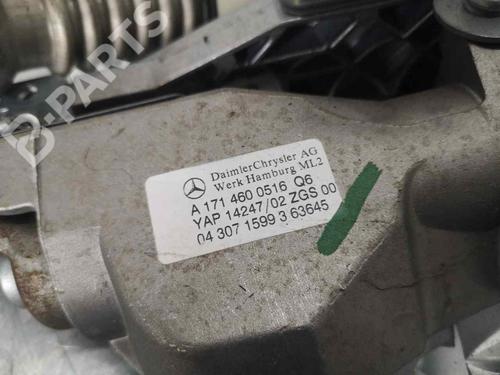 B-PARTS
DaimlerChrysler AG
Werk Hamburg ML2
A 171 460 0516 Q6
YAP 14247/02 ZGS 00
04 307 1599 3 63645